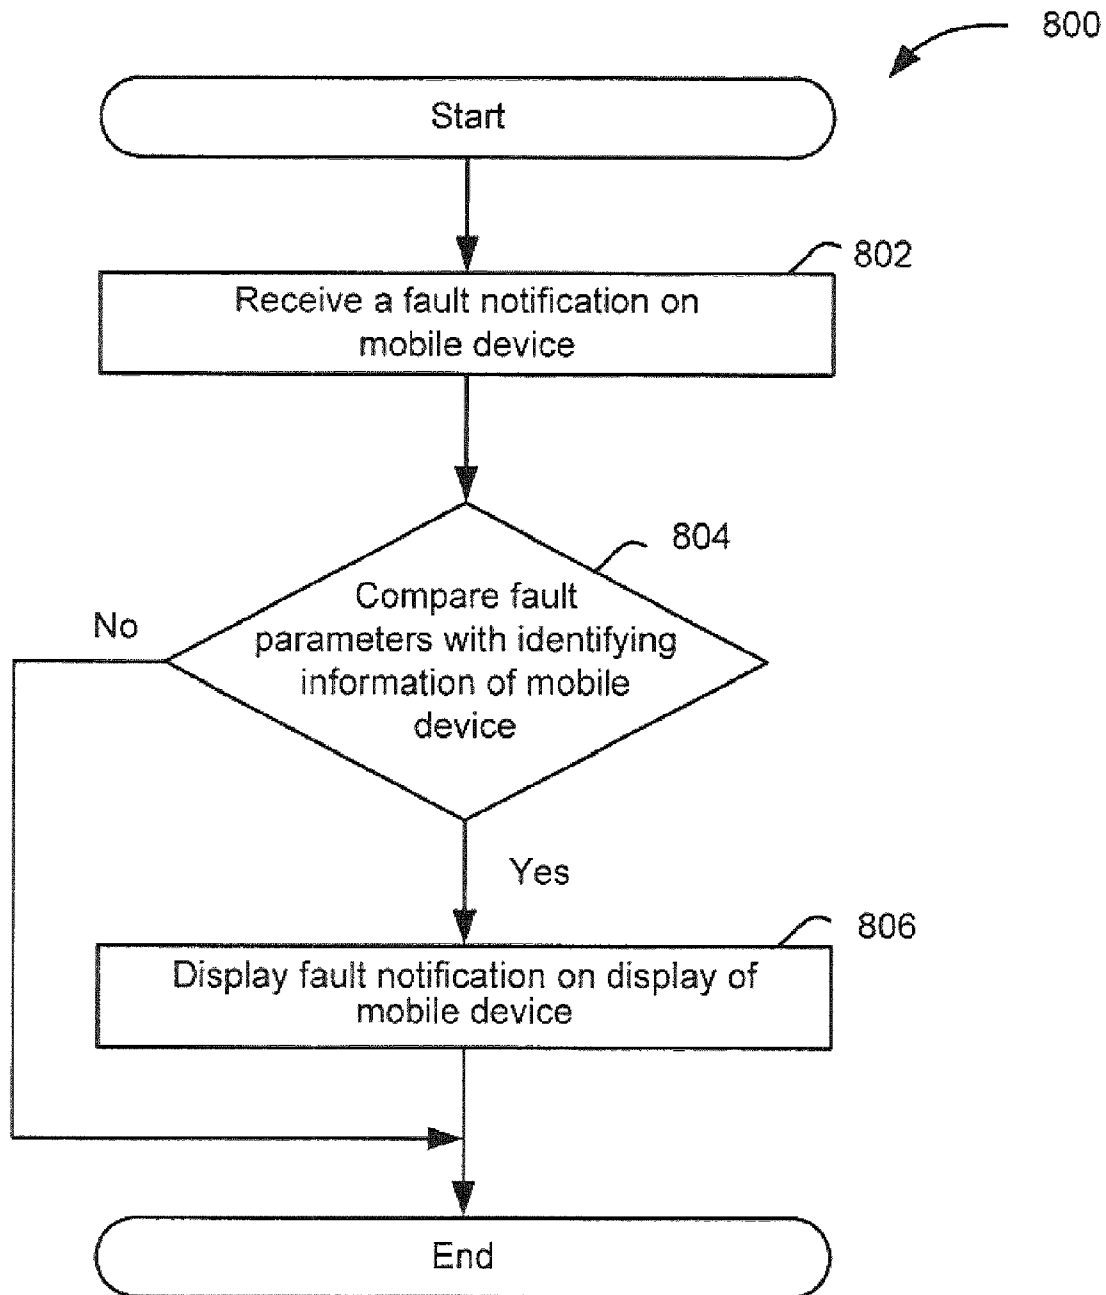 800
Start
802
Receive a fault notification on
mobile device
804
Compare fault
parameters with identifying
information of mobile
device
No
Yes
806
Display fault notification on display of
mobile device
End